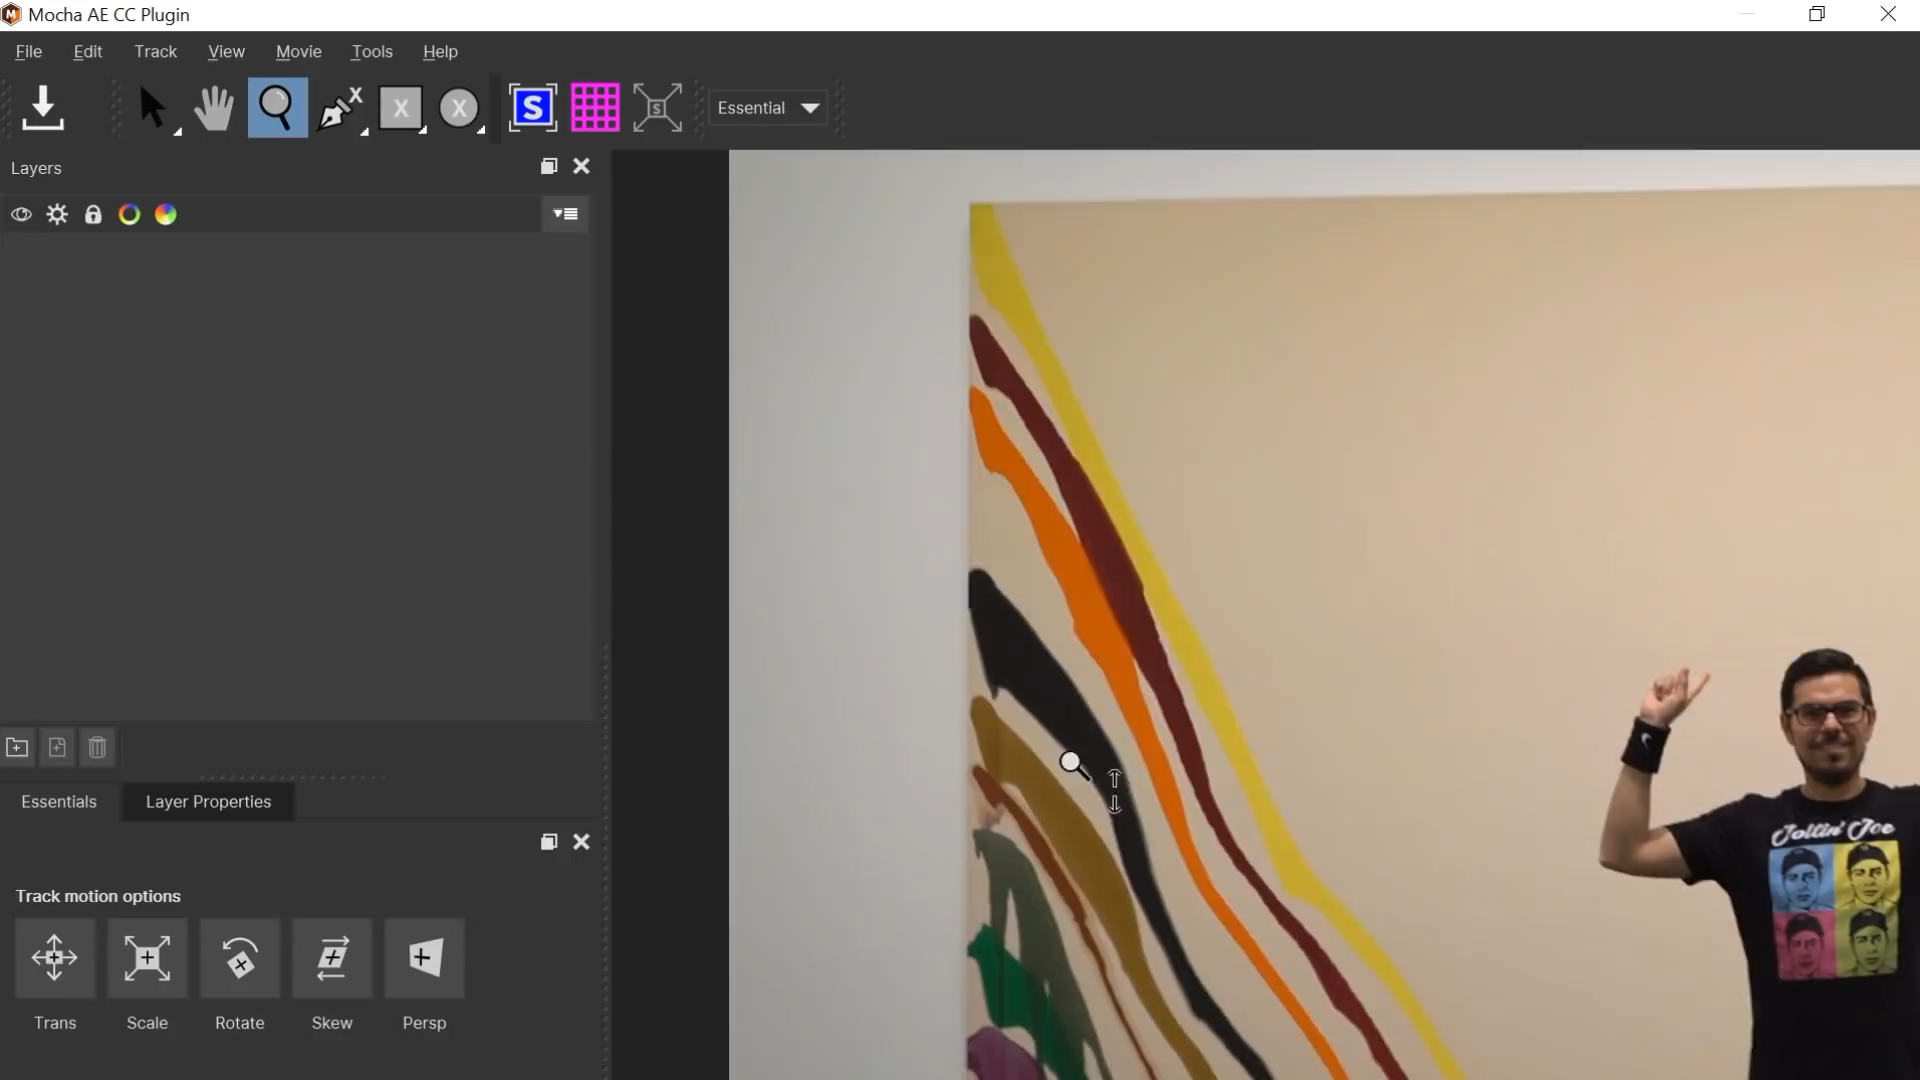 Mocha AE CC Plugin
File Edit Track View Movie Tools Help
X X X S S Essential
Layers
Essentials Layer Properties
Track motion options
Trans Scale Rotate Skew Persp
Joltin' Joe